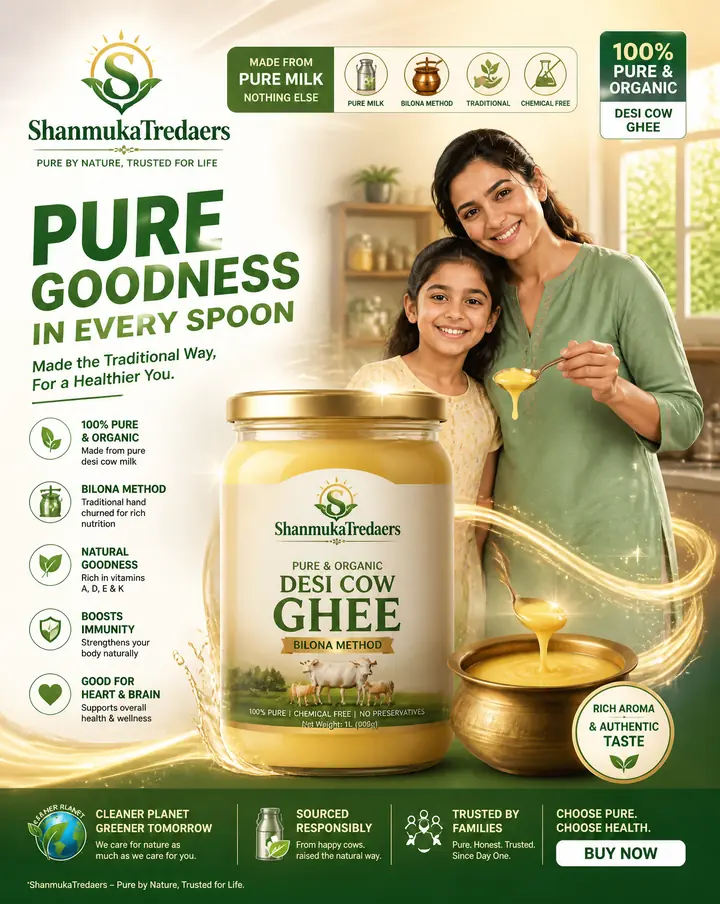 S
ShanmukaTredaers
PURE BY NATURE, TRUSTED FOR LIFE
MADE FROM
PURE MILK
NOTHING ELSE
PURE MILK
BILONA METHOD
TRADITIONAL
CHEMICAL FREE
100%
PURE &
ORGANIC
DESI COW
GHEE
PURE
GOODNESS
IN EVERY SPOON
Made the Traditional Way,
For a Healthier You.
100% PURE
& ORGANIC
Made from pure
desi cow milk
BILONA METHOD
Traditional hand
churned for rich
nutrition
NATURAL
GOODNESS
Rich in vitamins
A, D, E & K
BOOSTS
IMMUNITY
Strengthens your
body naturally
GOOD FOR
HEART & BRAIN
Supports overall
health & wellness
S
ShanmukaTredaers
PURE & ORGANIC
DESI COW
GHEE
BILONA METHOD
100% PURE | CHEMICAL FREE | NO PRESERVATIVES
Net Weight: 1L
RICH AROMA
& AUTHENTIC
TASTE
CLEANER PLANET
GREENER TOMORROW
We care for nature as
much as we care for you.
SOURCED
RESPONSIBLY
From happy cows.
raised the natural way.
TRUSTED BY
FAMILIES
Pure. Honest. Trusted.
Since Day One.
CHOOSE PURE.
CHOOSE HEALTH.
BUY NOW
*ShanmukaTredaers – Pure by Nature, Trusted for Life.